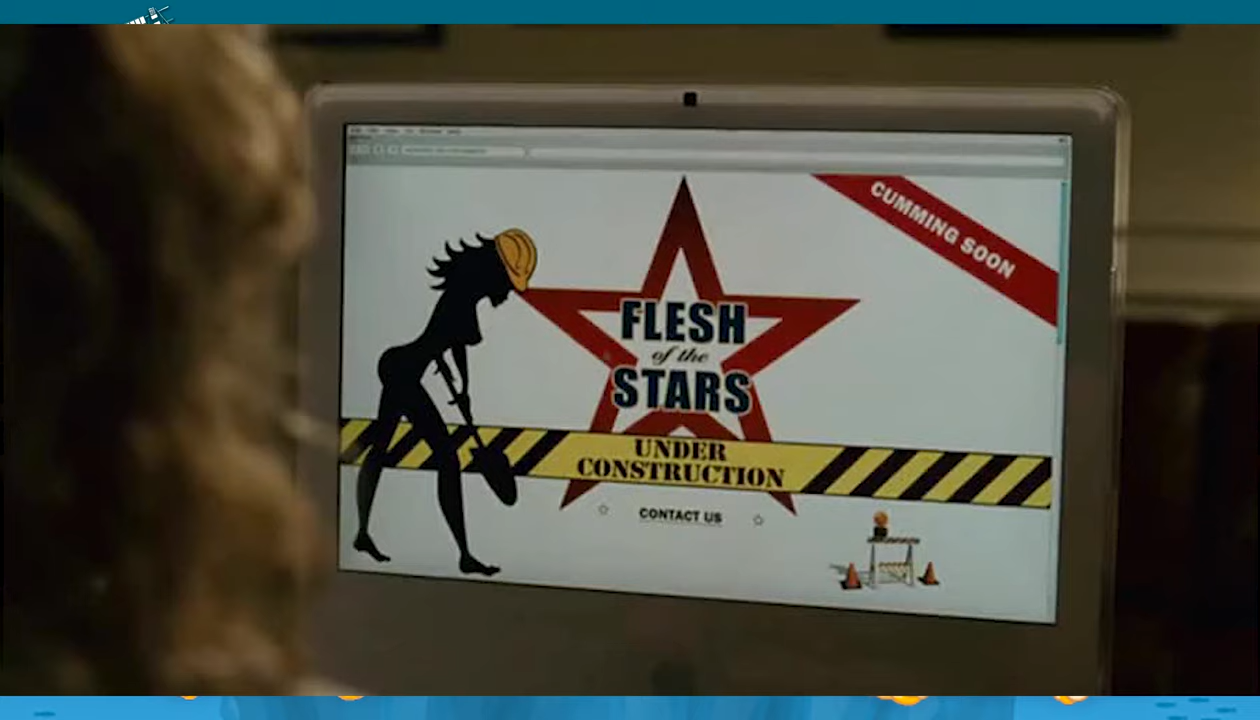 CUMMING SOON
FLESH
of the
STARS
UNDER
CONSTRUCTION
CONTACT US